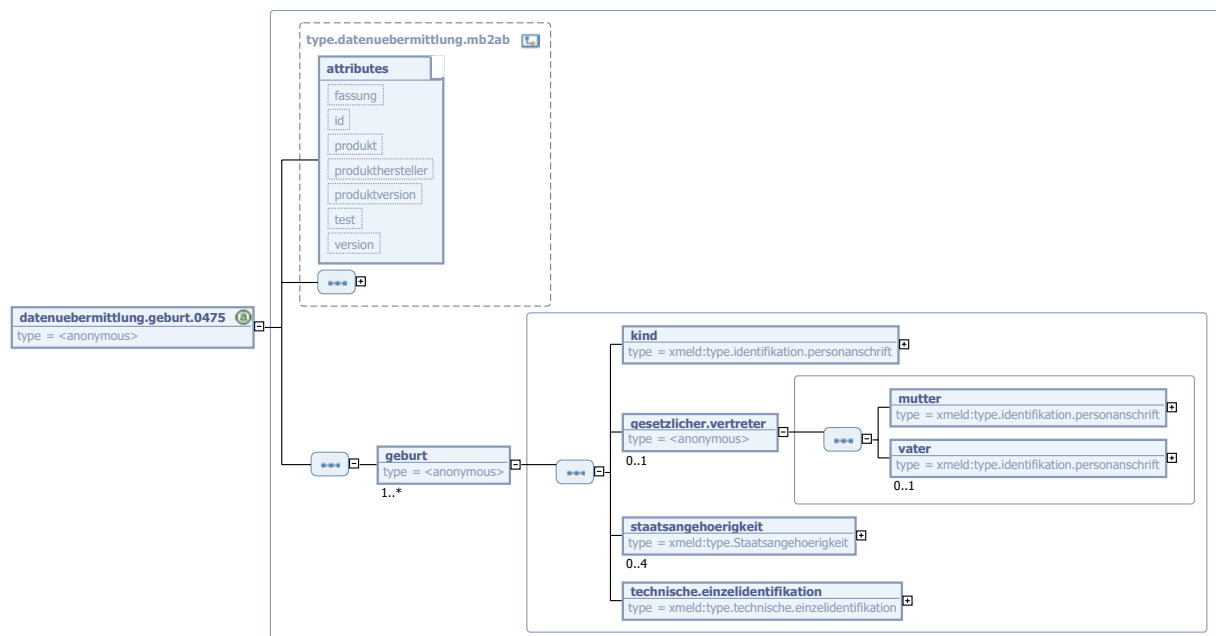 type.datenuebermittlung.mb2ab
attributes
fassung
id
produkt
produkthersteller
produktversion
test
version
datenuebermittlung.geburt.0475
type = <anonymous>
geburt
type = <anonymous>
1..*
kind
type = xmeld:type.identifikation.personanschrift
gesetzlicher.vertreter
type = <anonymous>
0..1
mutter
type = xmeld:type.identifikation.personanschrift
vater
type = xmeld:type.identifikation.personanschrift
0..1
staatsangehoerigkeit
type = xmeld:type.Staatsangehoerigkeit
0..4
technische.einzelidentifikation
type = xmeld:type.technische.einzelidentifikation